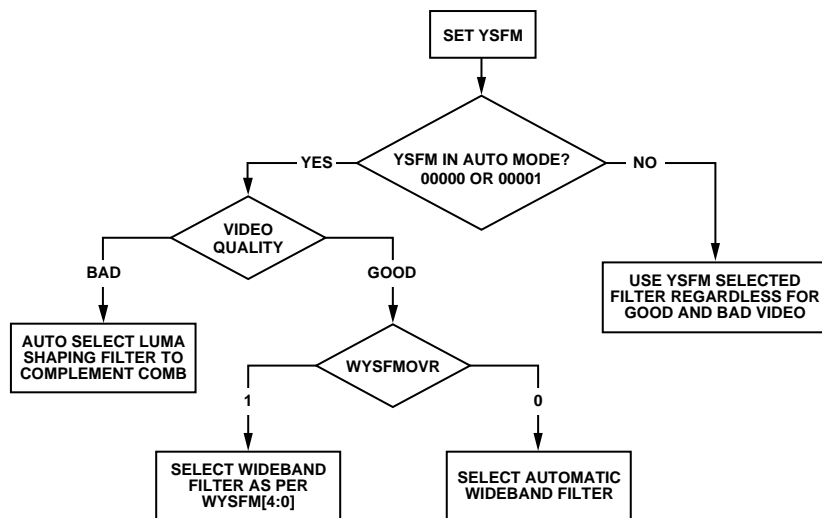 SET YSFM
YSFM IN AUTO MODE?
00000 OR 00001
YES
NO
VIDEO
QUALITY
BAD
GOOD
USE YSFM SELECTED
FILTER REGARDLESS FOR
GOOD AND BAD VIDEO
AUTO SELECT LUMA
SHAPING FILTER TO
COMPLEMENT COMB
WYSFMOVR
1
0
SELECT WIDEBAND
FILTER AS PER
WYSFM[4:0]
SELECT AUTOMATIC
WIDEBAND FILTER